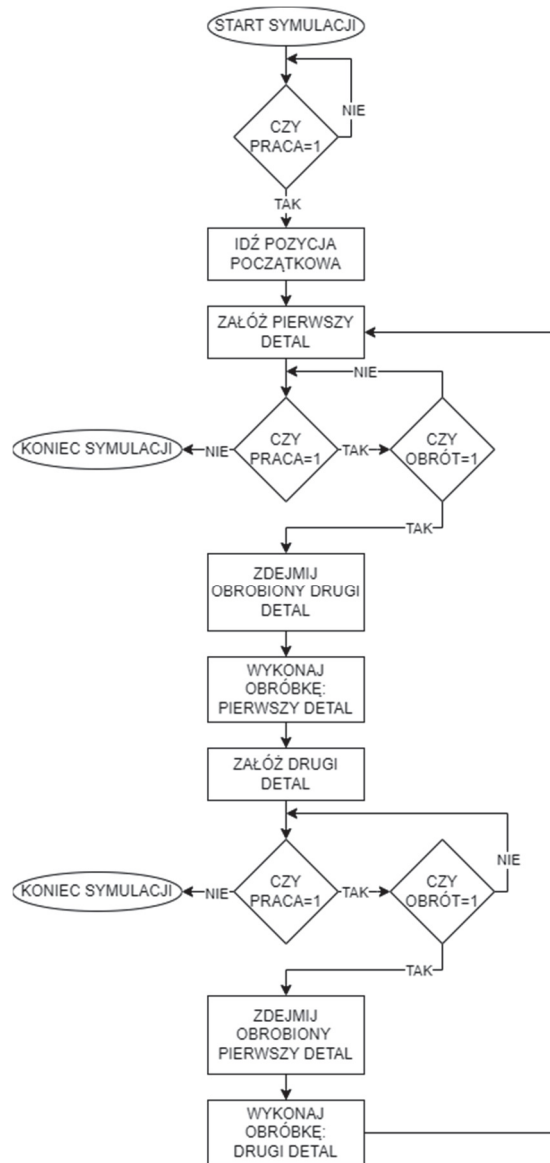 START SYMULACJI
NIE
CZY
PRACA=1
TAK
IDŹ POZYCJA
POCZĄTKOWA
ZAŁÓŻ PIERWSZY
DETAL
NIE
KONIEC SYMULACJI
NIE
CZY
PRACA=1
TAK
CZY
OBRÓT=1
TAK
ZDEJMIJ
OBROBIONY DRUGI
DETAL
WYKONAJ
OBRÓBKĘ:
PIERWSZY DETAL
ZAŁÓŻ DRUGI
DETAL
NIE
KONIEC SYMULACJI
NIE
CZY
PRACA=1
TAK
CZY
OBRÓT=1
TAK
ZDEJMIJ
OBROBIONY
PIERWSZY DETAL
WYKONAJ
OBRÓBKĘ:
DRUGI DETAL